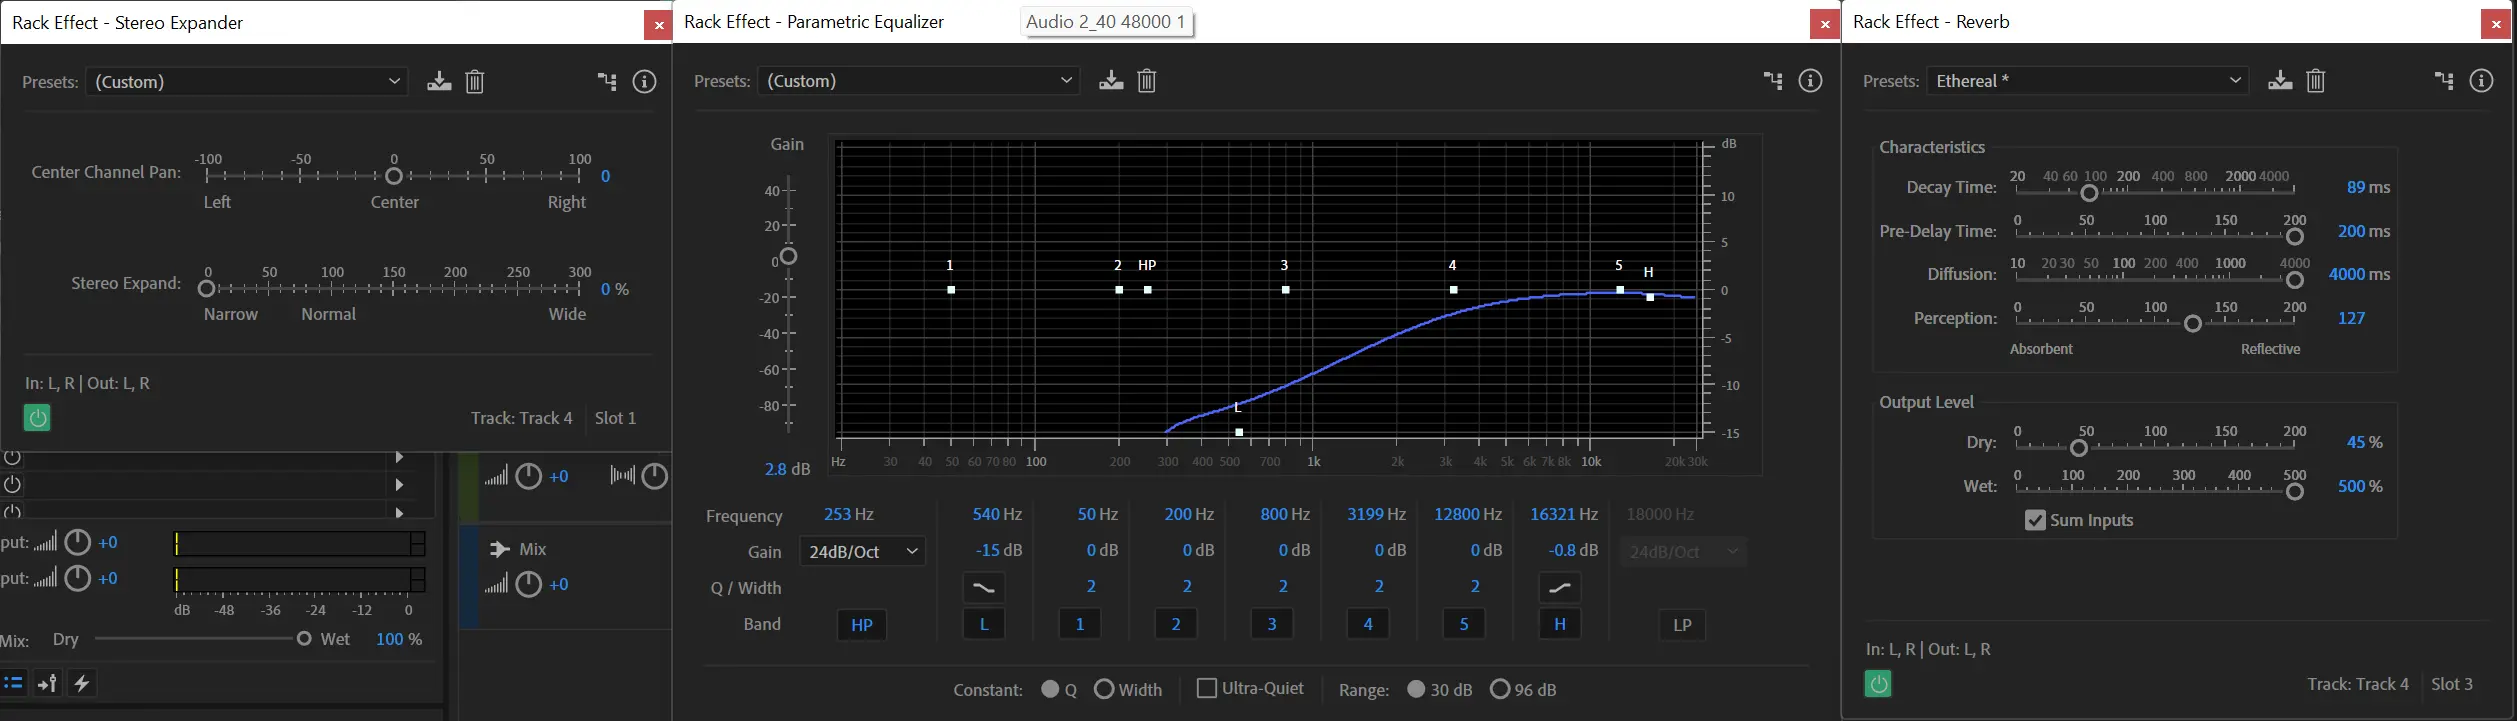 Rack Effect - Stereo Expander
Presets: (Custom)
-100 -50 0 50 100
Center Channel Pan: 0
Left Center Right
0 50 100 150 200 250 300
Stereo Expand: 0 %
Narrow Normal Wide
In: L, R | Out: L, R
Track: Track 4 Slot 1
+0
put: +0
put: +0
dB -48 -36 -24 -12 0
Mix: Dry Wet 100 %
Mix
+0
Rack Effect - Parametric Equalizer
Audio 2_40 48000 1
Presets: (Custom)
Gain
40
20
0
-20
-40
-60
-80
2.8 dB
dB
10
5
0
-5
-10
-15
1 2 HP 3 4 5 H
L
Hz 30 40 50 60 70 80 100 200 300 400 500 700 1k 2k 3k 4k 5k 6k 7k 8k 10k 20k 30k
Frequency 253 Hz 540 Hz 50 Hz 200 Hz 800 Hz 3199 Hz 12800 Hz 16321 Hz 18000 Hz
Gain 24dB/Oct -15 dB 0 dB 0 dB 0 dB 0 dB 0 dB -0.8 dB 24dB/Oct
Q / Width 2 2 2 2 2
Band HP L 1 2 3 4 5 H LP
Constant: Q Width Ultra-Quiet Range: 30 dB 96 dB
Rack Effect - Reverb
Presets: Ethereal *
Characteristics
20 40 60 100 200 400 800 2000 4000
Decay Time: 89 ms
0 50 100 150 200
Pre-Delay Time: 200 ms
10 20 30 50 100 200 400 1000 4000
Diffusion: 4000 ms
0 50 100 150 200
Perception: 127
Absorbent Reflective
Output Level
0 50 100 150 200
Dry: 45 %
0 100 200 300 400 500
Wet: 500 %
Sum Inputs
In: L, R | Out: L, R
Track: Track 4 Slot 3